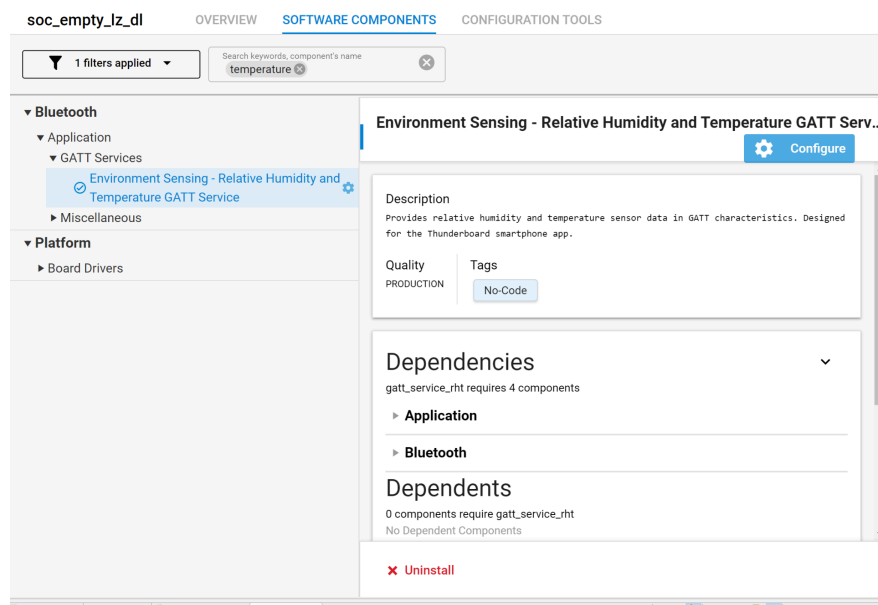 soc_empty_lz_dl
OVERVIEW
SOFTWARE COMPONENTS
CONFIGURATION TOOLS
1 filters applied
Search keywords, component's name
temperature
Bluetooth
Application
GATT Services
Environment Sensing - Relative Humidity and
Temperature GATT Service
Miscellaneous
Platform
Board Drivers
Environment Sensing - Relative Humidity and Temperature GATT Serv..
Configure
Description
Provides relative humidity and temperature sensor data in GATT characteristics. Designed
for the Thunderboard smartphone app.
Quality
PRODUCTION
Tags
No-Code
Dependencies
gatt_service_rht requires 4 components
Application
Bluetooth
Dependents
0 components require gatt_service_rht
No Dependent Components
Uninstall